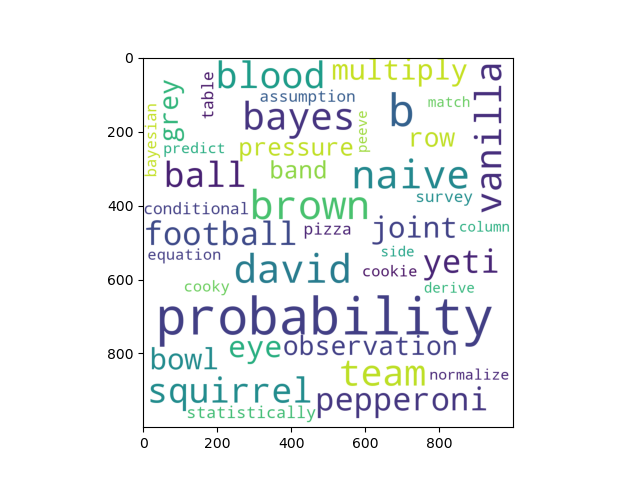 0
200
400
600
800
0 200 400 600 800
blood multiply
table
grey
assumption
match
vanilla
bayes
b
bayesian
peeve
row
predict
pressure
ball
band
naive
survey
conditional
brown
football
pizza
joint
column
equation
side
david
cookie
yeti
cooky
derive
probability
eye
observation
bowl
team
normalize
squirrel
pepperoni
statistically